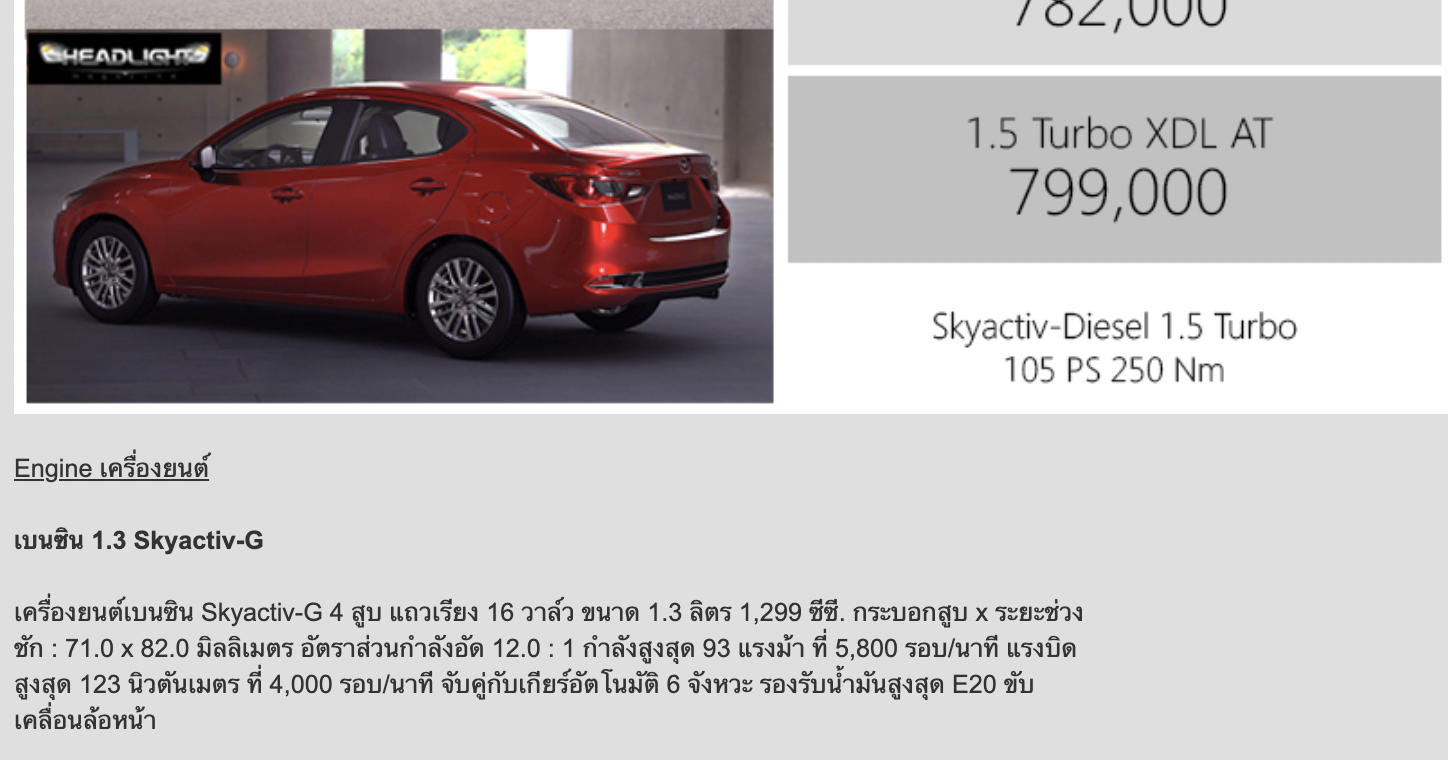 782,000
HEADLIGHT
magazine
1.5 Turbo XDL AT
799,000
Skyactiv-Diesel 1.5 Turbo
105 PS 250 Nm
Engine เครื่องยนต์
เบนซิน 1.3 Skyactiv-G
เครื่องยนต์เบนซิน Skyactiv-G 4 สูบ แถวเรียง 16 วาล์ว ขนาด 1.3 ลิตร 1,299 ซีซี. กระบอกสูบ x ระยะช่วง
ชัก : 71.0 x 82.0 มิลลิเมตร อัตราส่วนกำลังอัด 12.0 : 1 กำลังสูงสุด 93 แรงม้า ที่ 5,800 รอบ/นาที แรงบิด
สูงสุด 123 นิวตันเมตร ที่ 4,000 รอบ/นาที จับคู่กับเกียร์อัตโนมัติ 6 จังหวะ รองรับน้ำมันสูงสุด E20 ขับ
เคลื่อนล้อหน้า